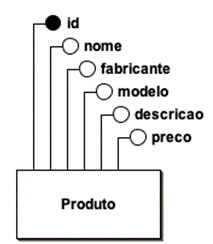 id
nome
fabricante
modelo
descricao
preco
Produto